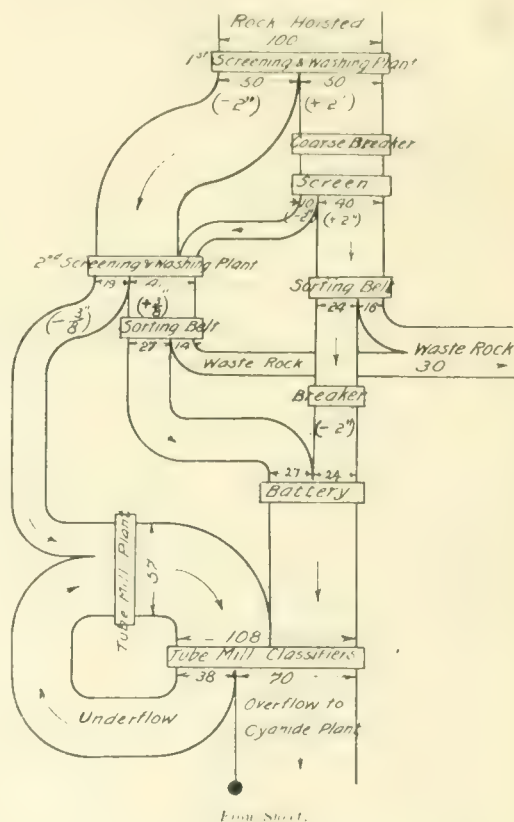 Rock Hoisted
100
1st Screening & Washing Plant
50 50
(-2") (+2")
Coarse Breaker
Screen
10 40
(-2") (+2")
2nd Screening & Washing Plant
19 41
(-3/8") (+3/8")
Sorting Belt
24 16
Sorting Belt
27 14
Waste Rock
Waste Rock
30
Breaker
(-2")
27 24
Battery
Tube Mill Plant
57
108
Tube Mill Classifiers
38 70
Underflow
Overflow to
Cyanide Plant